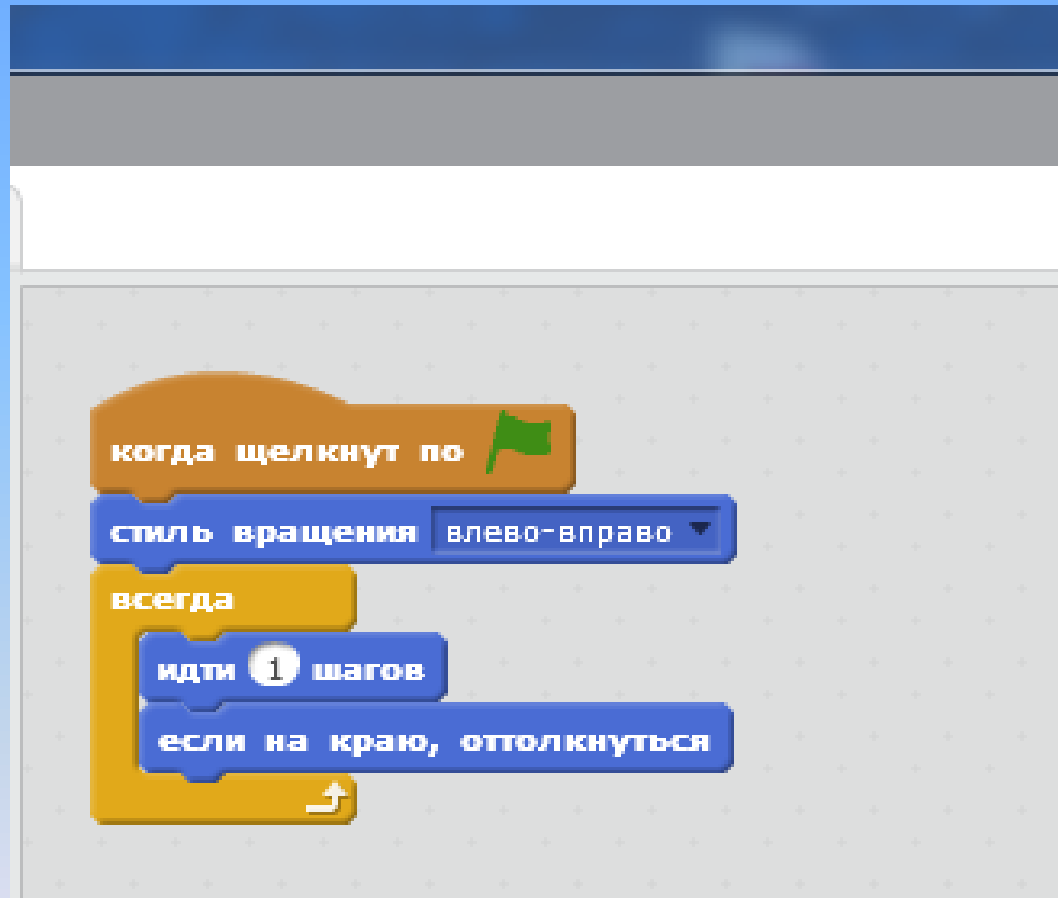 когда щелкнут по
стиль вращения влево-вправо
всегда
идти 1 шагов
если на краю, оттолкнуться